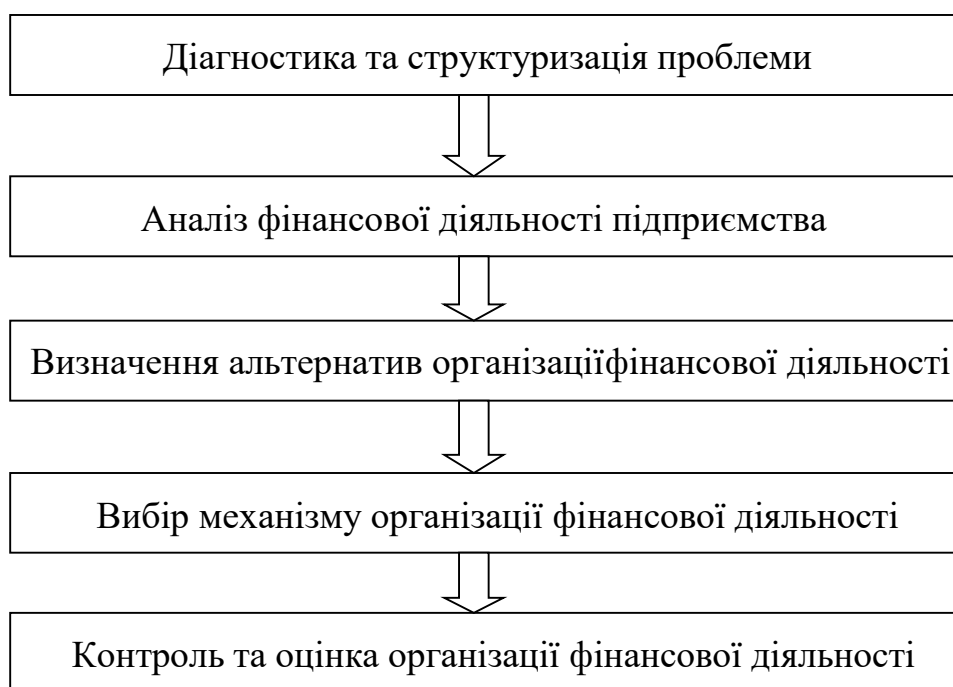 Діагностика та структуризація проблеми
Аналіз фінансової діяльності підприємства
Визначення альтернатив організаціїфінансової діяльності
Вибір механізму організації фінансової діяльності
Контроль та оцінка організації фінансової діяльності